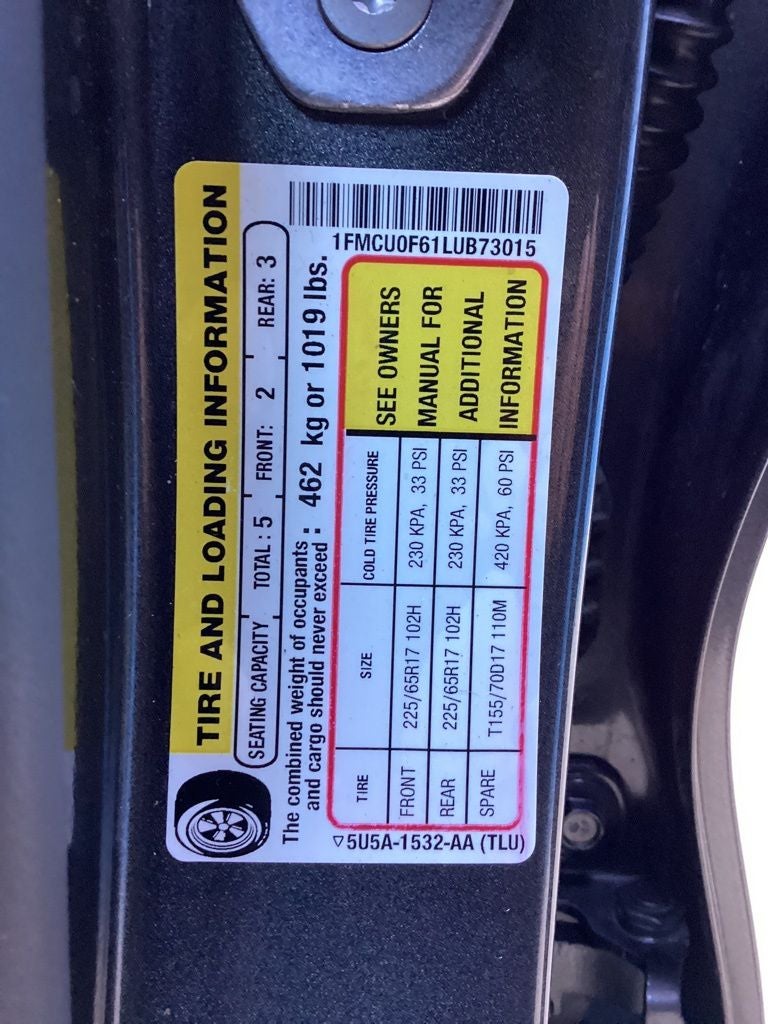 TIRE AND LOADING INFORMATION
SEATING CAPACITY TOTAL : 5 FRONT: 2 REAR: 3
The combined weight of occupants
and cargo should never exceed : 462 kg or 1019 lbs.
TIRE SIZE COLD TIRE PRESSURE
FRONT 225/65R17 102H 230 KPA, 33 PSI
REAR 225/65R17 102H 230 KPA, 33 PSI
SPARE T155/70D17 110M 420 KPA, 60 PSI
SEE OWNERS
MANUAL FOR
ADDITIONAL
INFORMATION
5U5A-1532-AA (TLU)
1FMCU0F61LUB73015